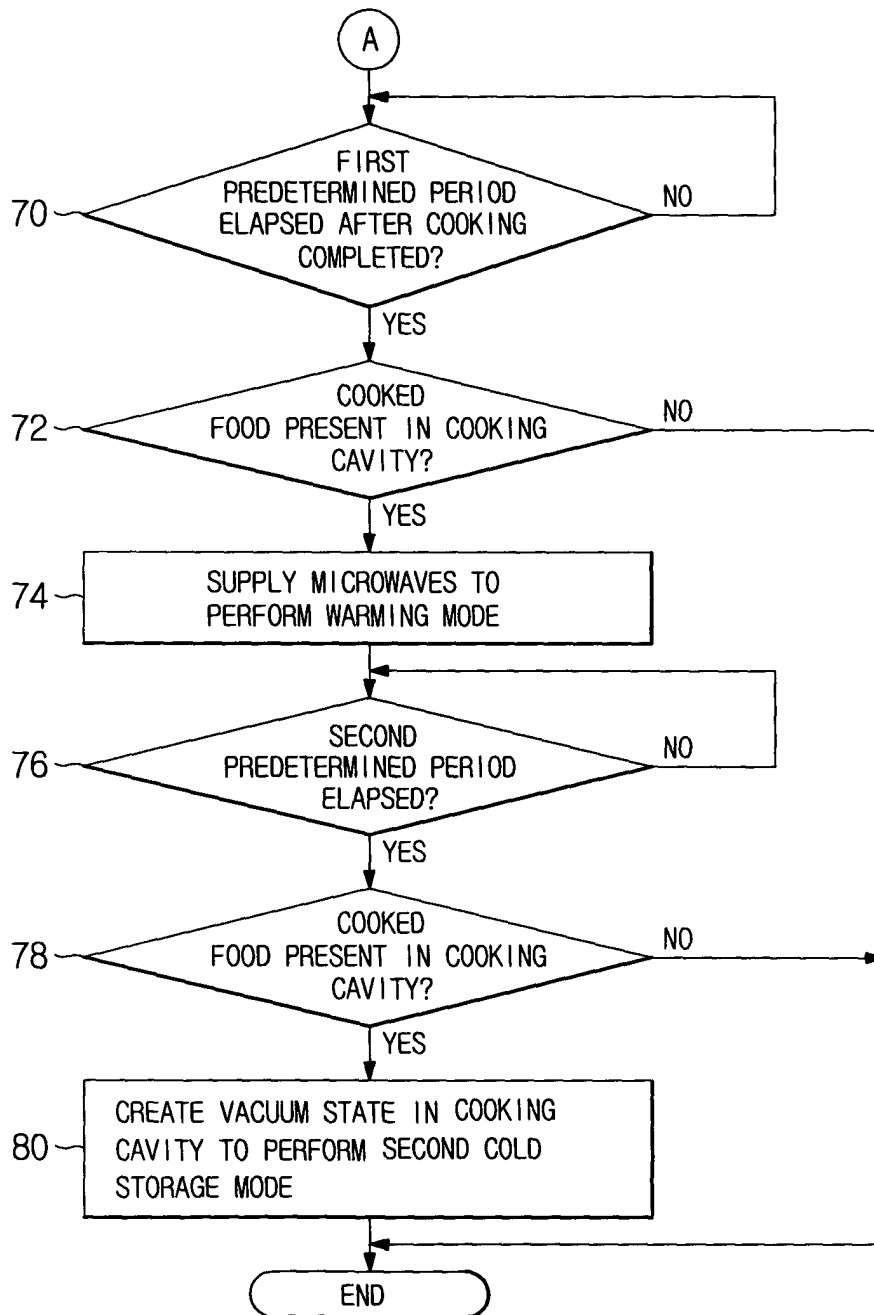 A
FIRST
PREDETERMINED PERIOD
ELAPSED AFTER COOKING
COMPLETED?
70
NO
YES
COOKED
FOOD PRESENT IN COOKING
CAVITY?
72
NO
YES
74
SUPPLY MICROWAVES TO
PERFORM WARMING MODE
SECOND
PREDETERMINED PERIOD
ELAPSED?
76
NO
YES
COOKED
FOOD PRESENT IN COOKING
CAVITY?
78
NO
YES
80
CREATE VACUUM STATE IN COOKING
CAVITY TO PERFORM SECOND COLD
STORAGE MODE
END